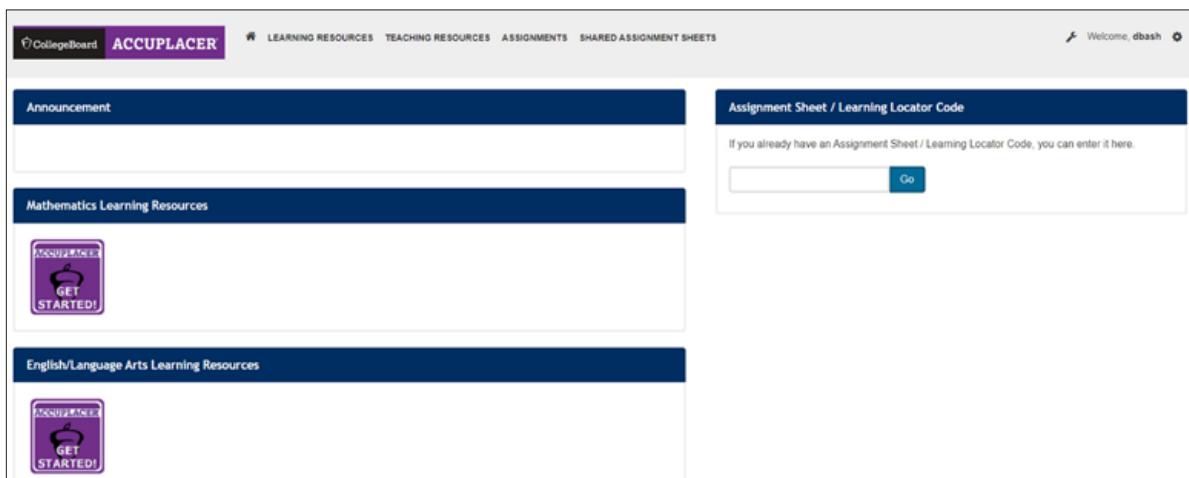 CollegeBoard ACCUPLACER LEARNING RESOURCES TEACHING RESOURCES ASSIGNMENTS SHARED ASSIGNMENT SHEETS Welcome, dbash
Announcement
Mathematics Learning Resources
ACCUPLACER
GET
STARTED!
English/Language Arts Learning Resources
ACCUPLACER
GET
STARTED!
Assignment Sheet / Learning Locator Code
If you already have an Assignment Sheet / Learning Locator Code, you can enter it here.
Go